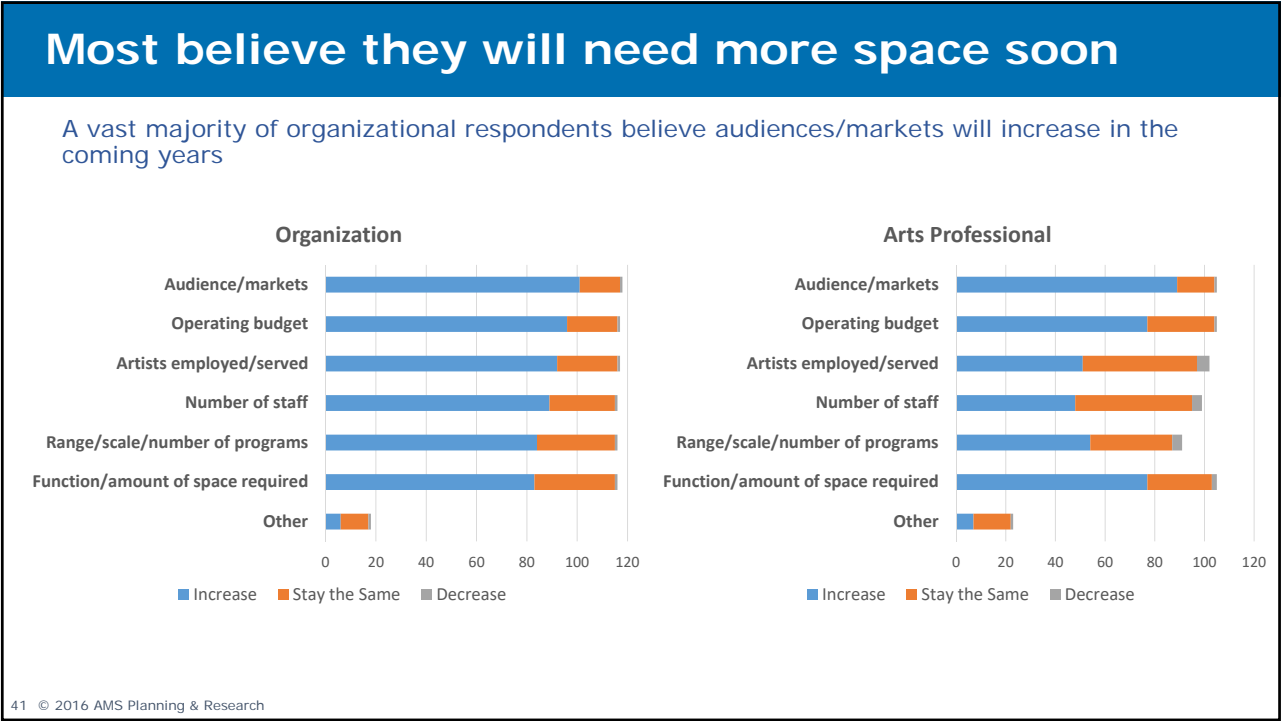 Most believe they will need more space soon
A vast majority of organizational respondents believe audiences/markets will increase in the
coming years
Organization
Audience/markets
Operating budget
Artists employed/served
Number of staff
Range/scale/number of programs
Function/amount of space required
Other
0 20 40 60 80 100 120
Increase Stay the Same Decrease
Arts Professional
Audience/markets
Operating budget
Artists employed/served
Number of staff
Range/scale/number of programs
Function/amount of space required
Other
0 20 40 60 80 100 120
Increase Stay the Same Decrease
41 © 2016 AMS Planning & Research